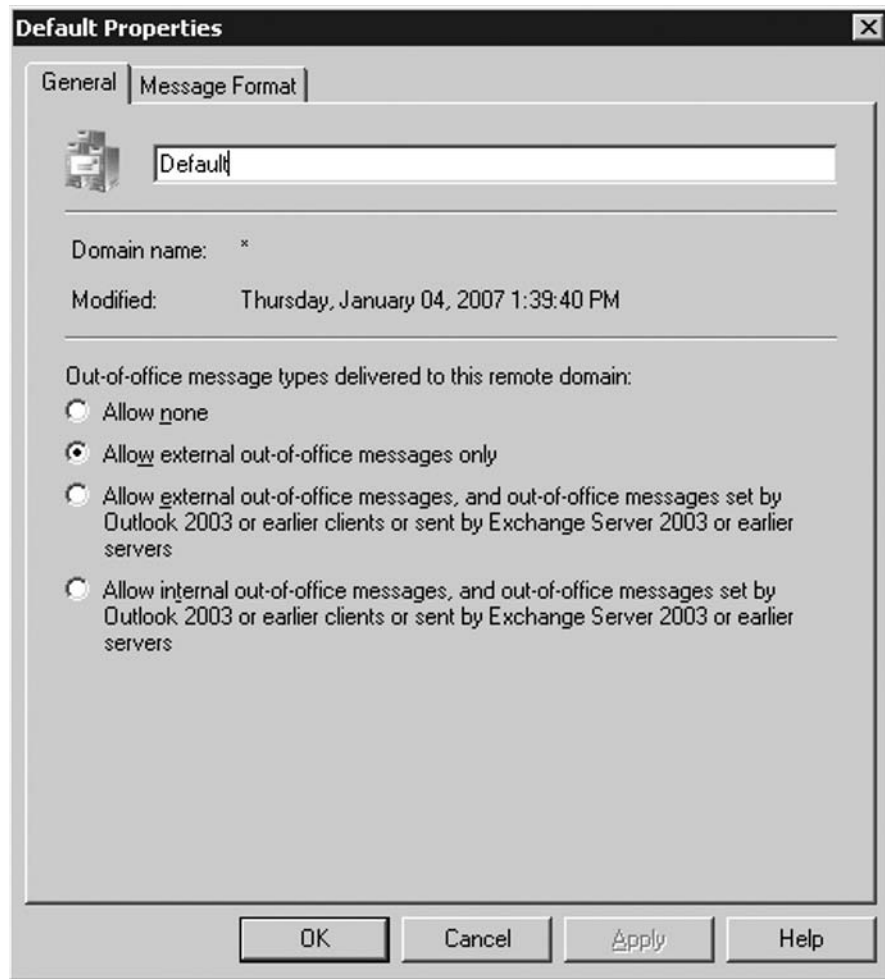 Default Properties
General
Message Format
Default
Domain name: *
Modified: Thursday, January 04, 2007 1:39:40 PM
Out-of-office message types delivered to this remote domain:
Allow none
Allow external out-of-office messages only
Allow external out-of-office messages, and out-of-office messages set by
Outlook 2003 or earlier clients or sent by Exchange Server 2003 or earlier
servers
Allow internal out-of-office messages, and out-of-office messages set by
Outlook 2003 or earlier clients or sent by Exchange Server 2003 or earlier
servers
OK
Cancel
Apply
Help